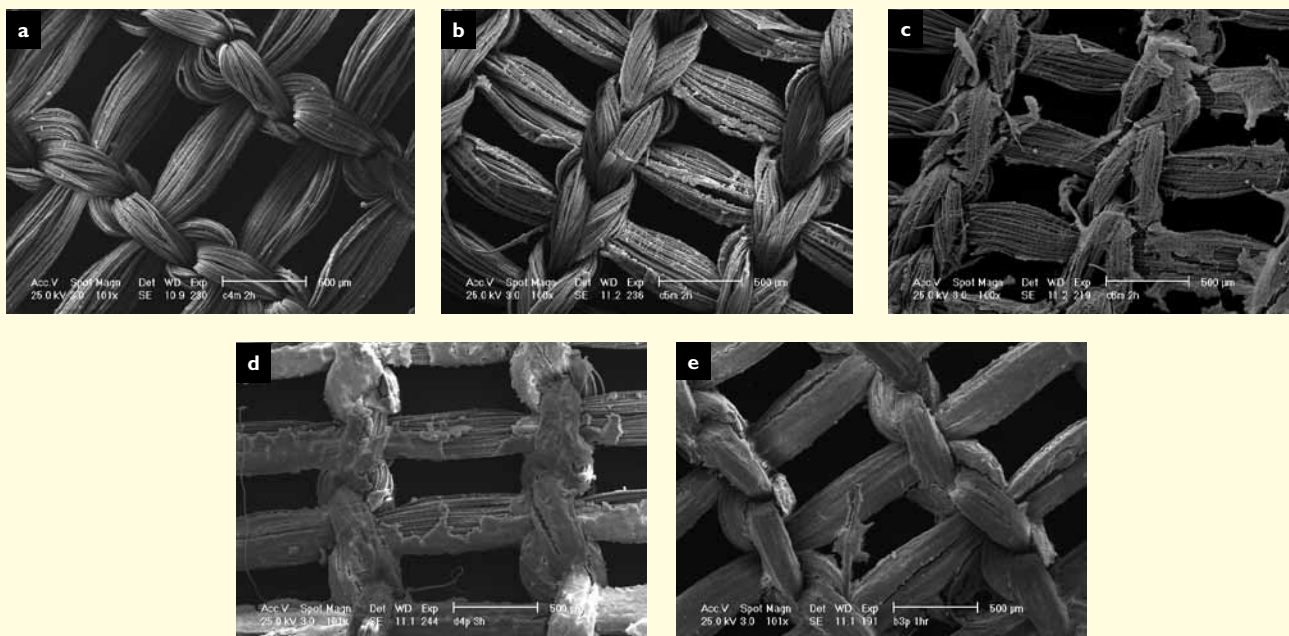 a
Acc.V Spot Magn Det WD Exp 500 µm
25.0 kV 3.0 101x SE 10.9 230 c4m 2h
b
Acc.V Spot Magn Det WD Exp 500 µm
25.0 kV 3.0 100x SE 11.2 236 c5m 2h
c
Acc.V Spot Magn Det WD Exp 500 µm
25.0 kV 3.0 100x SE 11.2 219 c6m 2h
d
Acc.V Spot Magn Det WD Exp 500 µm
25.0 kV 3.0 101x SE 11.1 244 d4p 3h
e
Acc.V Spot Magn Det WD Exp 500 µm
25.0 kV 3.0 101x SE 11.1 191 b3p 1hr